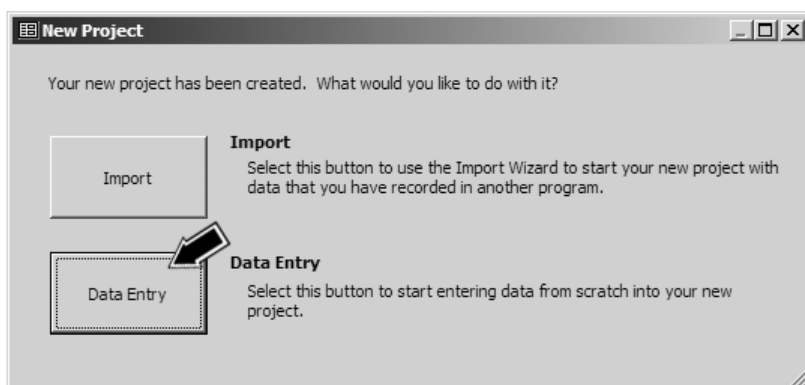 New Project
Your new project has been created.  What would you like to do with it?
Import
Import
Select this button to use the Import Wizard to start your new project with
data that you have recorded in another program.
Data Entry
Data Entry
Select this button to start entering data from scratch into your new
project.